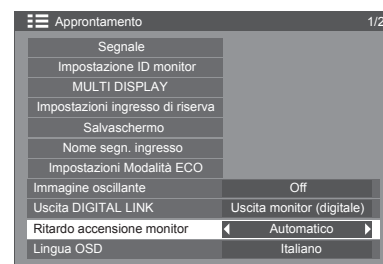 Approntamento 1/2
Segnale
Impostazione ID monitor
MULTI DISPLAY
Impostazioni ingresso di riserva
Salvaschermo
Nome segn. ingresso
Impostazioni Modalità ECO
Immagine oscillante Off
Uscita DIGITAL LINK Uscita monitor (digitale)
Ritardo accensione monitor Automatico
Lingua OSD Italiano